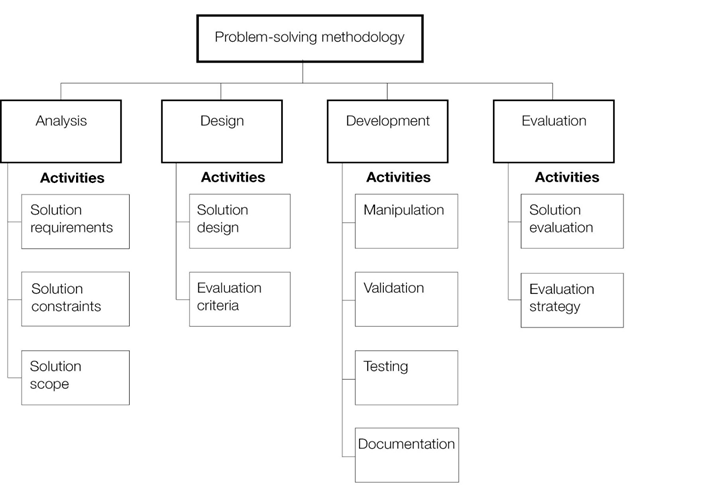 Problem-solving methodology
Analysis
Design
Development
Evaluation
Activities
Activities
Activities
Activities
Solution
requirements
Solution
constraints
Solution
scope
Solution
design
Evaluation
criteria
Manipulation
Validation
Testing
Documentation
Solution
evaluation
Evaluation
strategy